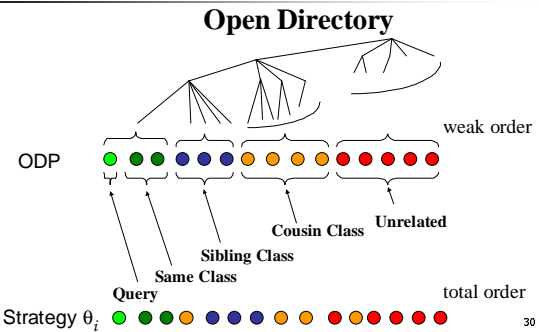 Open Directory
weak order
ODP
Unrelated
Cousin Class
Sibling Class
Same Class
Query
total order
Strategy θi
30